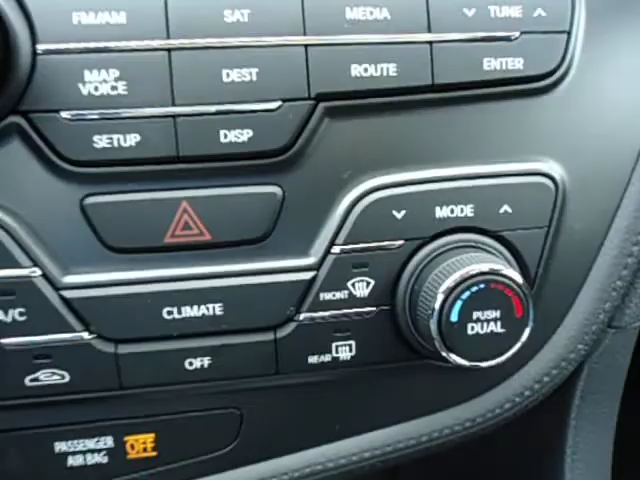 FM/AM SAT MEDIA TUNE
MAP
VOICE
DEST ROUTE ENTER
SETUP DISP
MODE
A/C
CLIMATE
FRONT
PUSH
DUAL
OFF
REAR
PASSENGER
AIR BAG
OFF